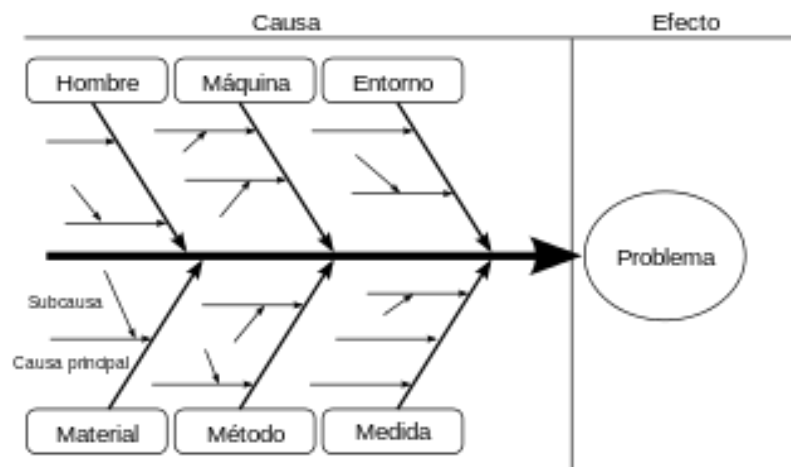 Causa
Efecto
Hombre
Máquina
Entorno
Problema
Subcausa
Causa principal
Material
Método
Medida